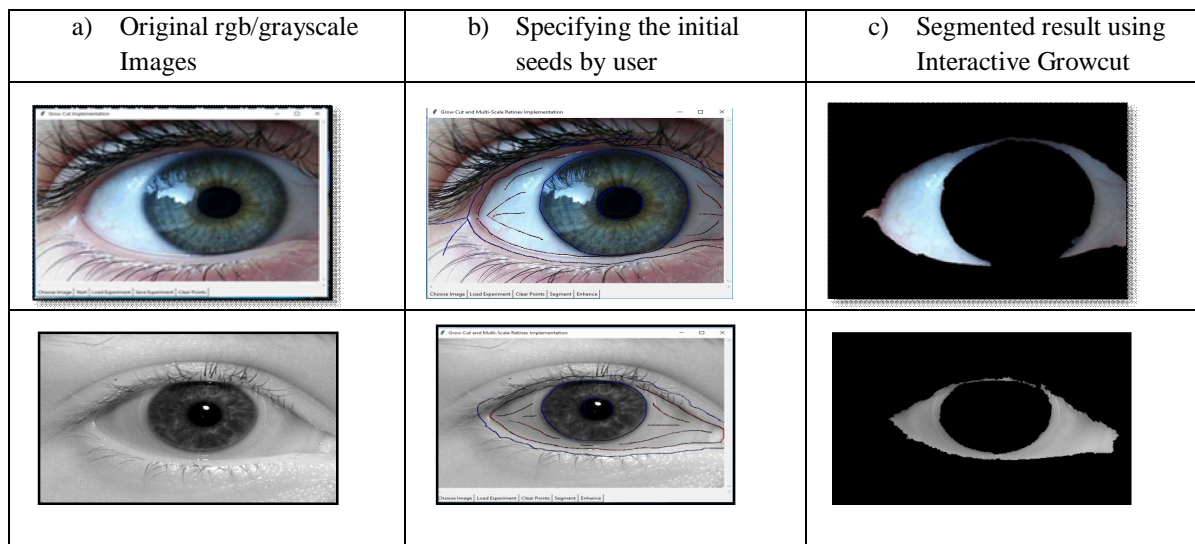 a) Original rgb/grayscale
Images
b) Specifying the initial
seeds by user
c) Segmented result using
Interactive Growcut
Grow Cut Implementation
Choose Image Start Load Experiment Save Experiment Clear Points
Grow Cut and Multi-Scale Retinex Implementation
Choose Image Load Experiment Clear Points Segment Enhance
Grow Cut and Multi-Scale Retinex Implementation
Choose Image Load Experiment Clear Points Segment Enhance